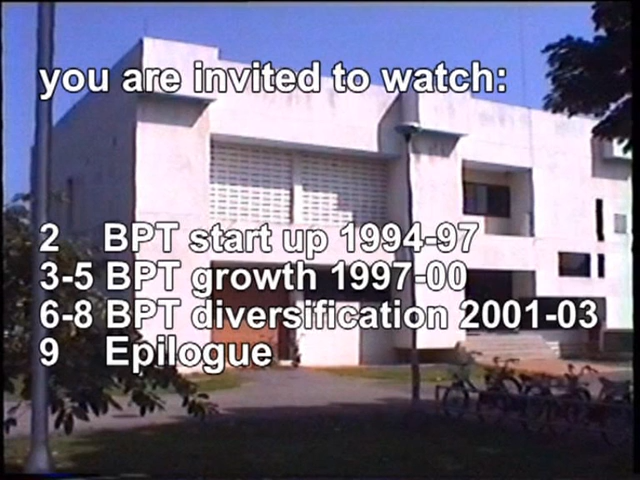 you are invited to watch:
2 BPT start up 1994-97
3-5 BPT growth 1997-00
6-8 BPT diversification 2001-03
9 Epilogue